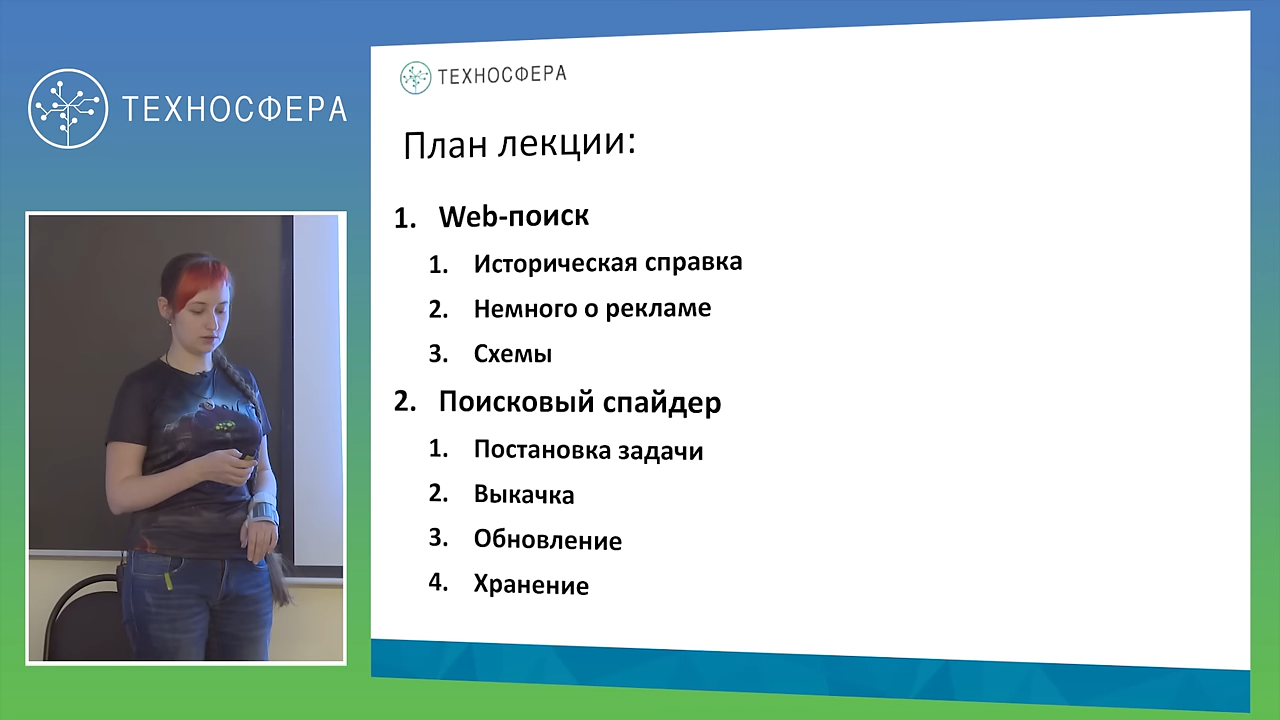 ТЕХНОСФЕРА
ТЕХНОСФЕРА
План лекции:
1. Web-поиск
1. Историческая справка
2. Немного о рекламе
3. Схемы
2. Поисковый спайдер
1. Постановка задачи
2. Выкачка
3. Обновление
4. Хранение